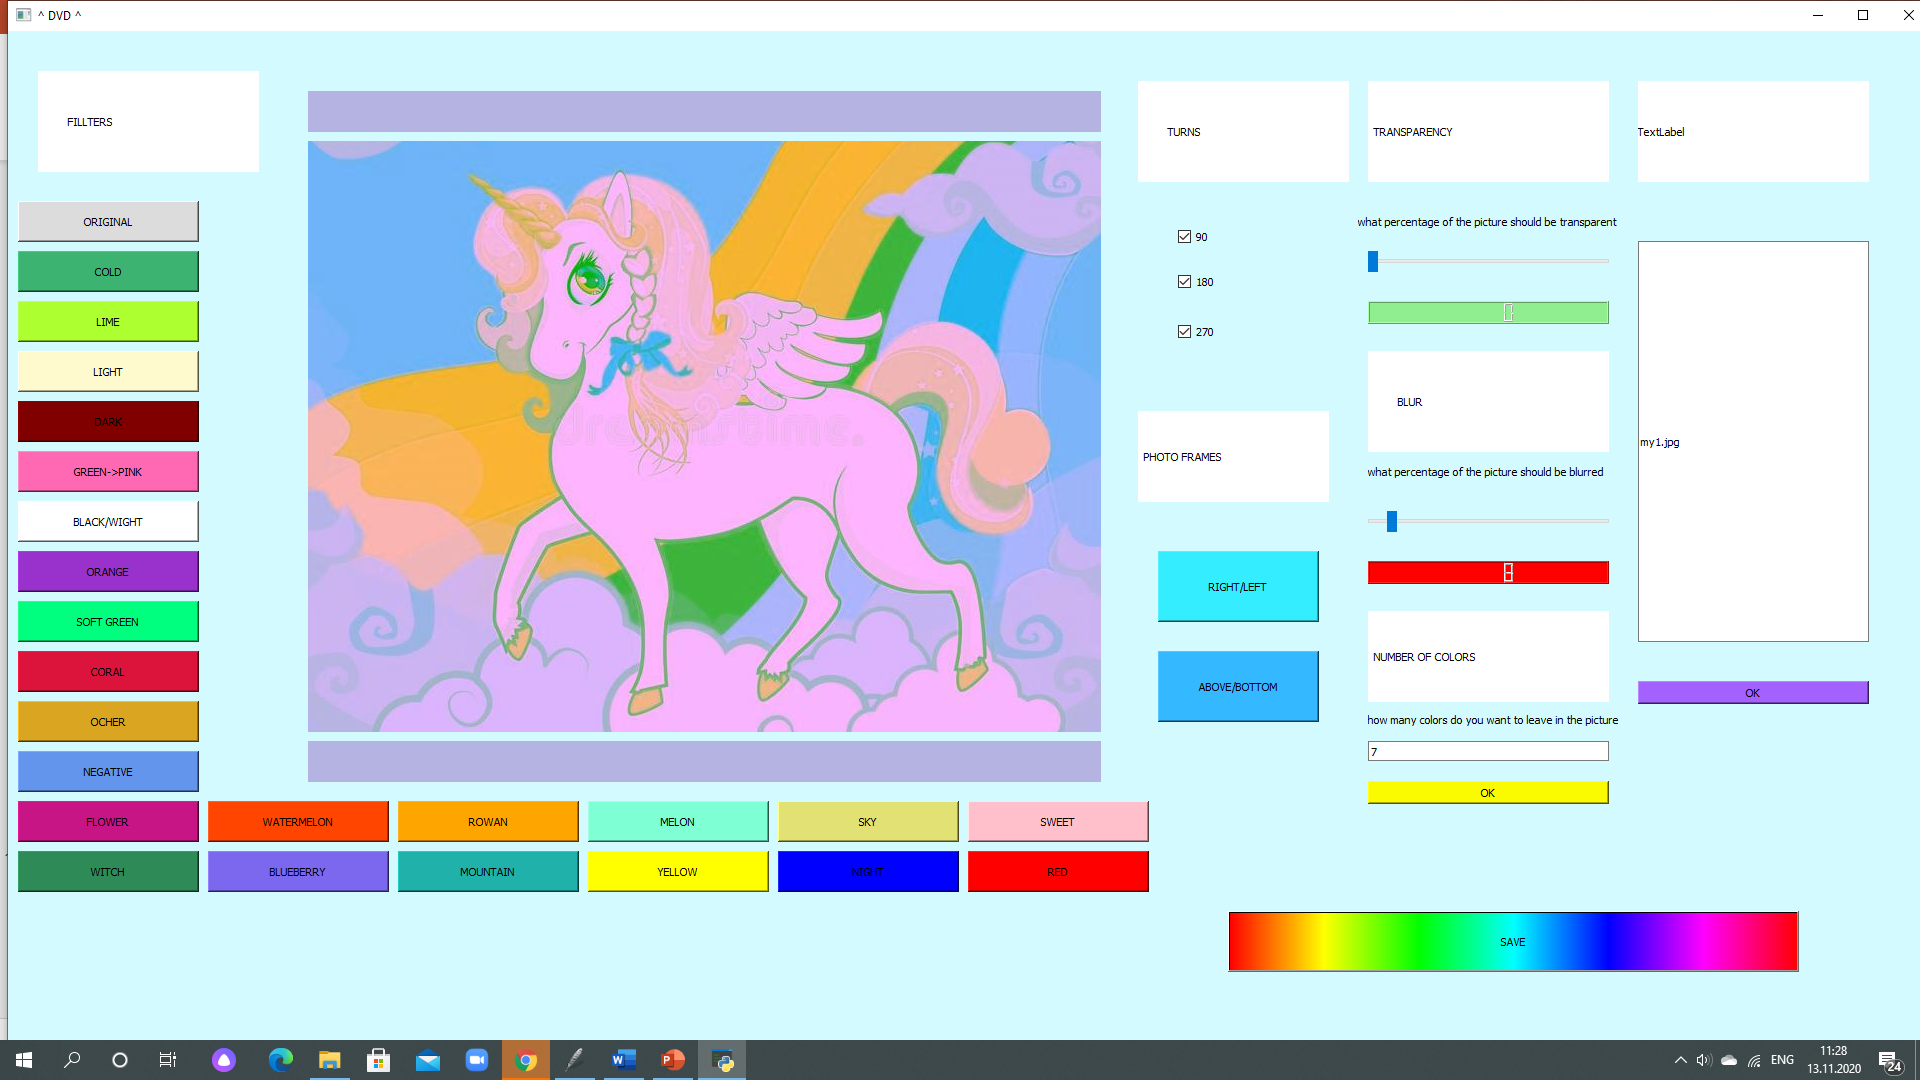 ^ DVD ^
FILLTERS
ORIGINAL
COLD
LIME
LIGHT
DARK
GREEN->PINK
BLACK/WIGHT
ORANGE
SOFT GREEN
CORAL
OCHER
NEGATIVE
FLOWER
WATERMELON
ROWAN
MELON
SKY
SWEET
WITCH
BLUEBERRY
MOUNTAIN
YELLOW
NIGHT
RED
dreamstime.
TURNS
90
180
270
PHOTO FRAMES
RIGHT/LEFT
ABOVE/BOTTOM
TRANSPARENCY
what percentage of the picture should be transparent
0
BLUR
what percentage of the picture should be blurred
8
NUMBER OF COLORS
how many colors do you want to leave in the picture
7
OK
TextLabel
my1.jpg
OK
SAVE
ENG
11:28
13.11.2020
24